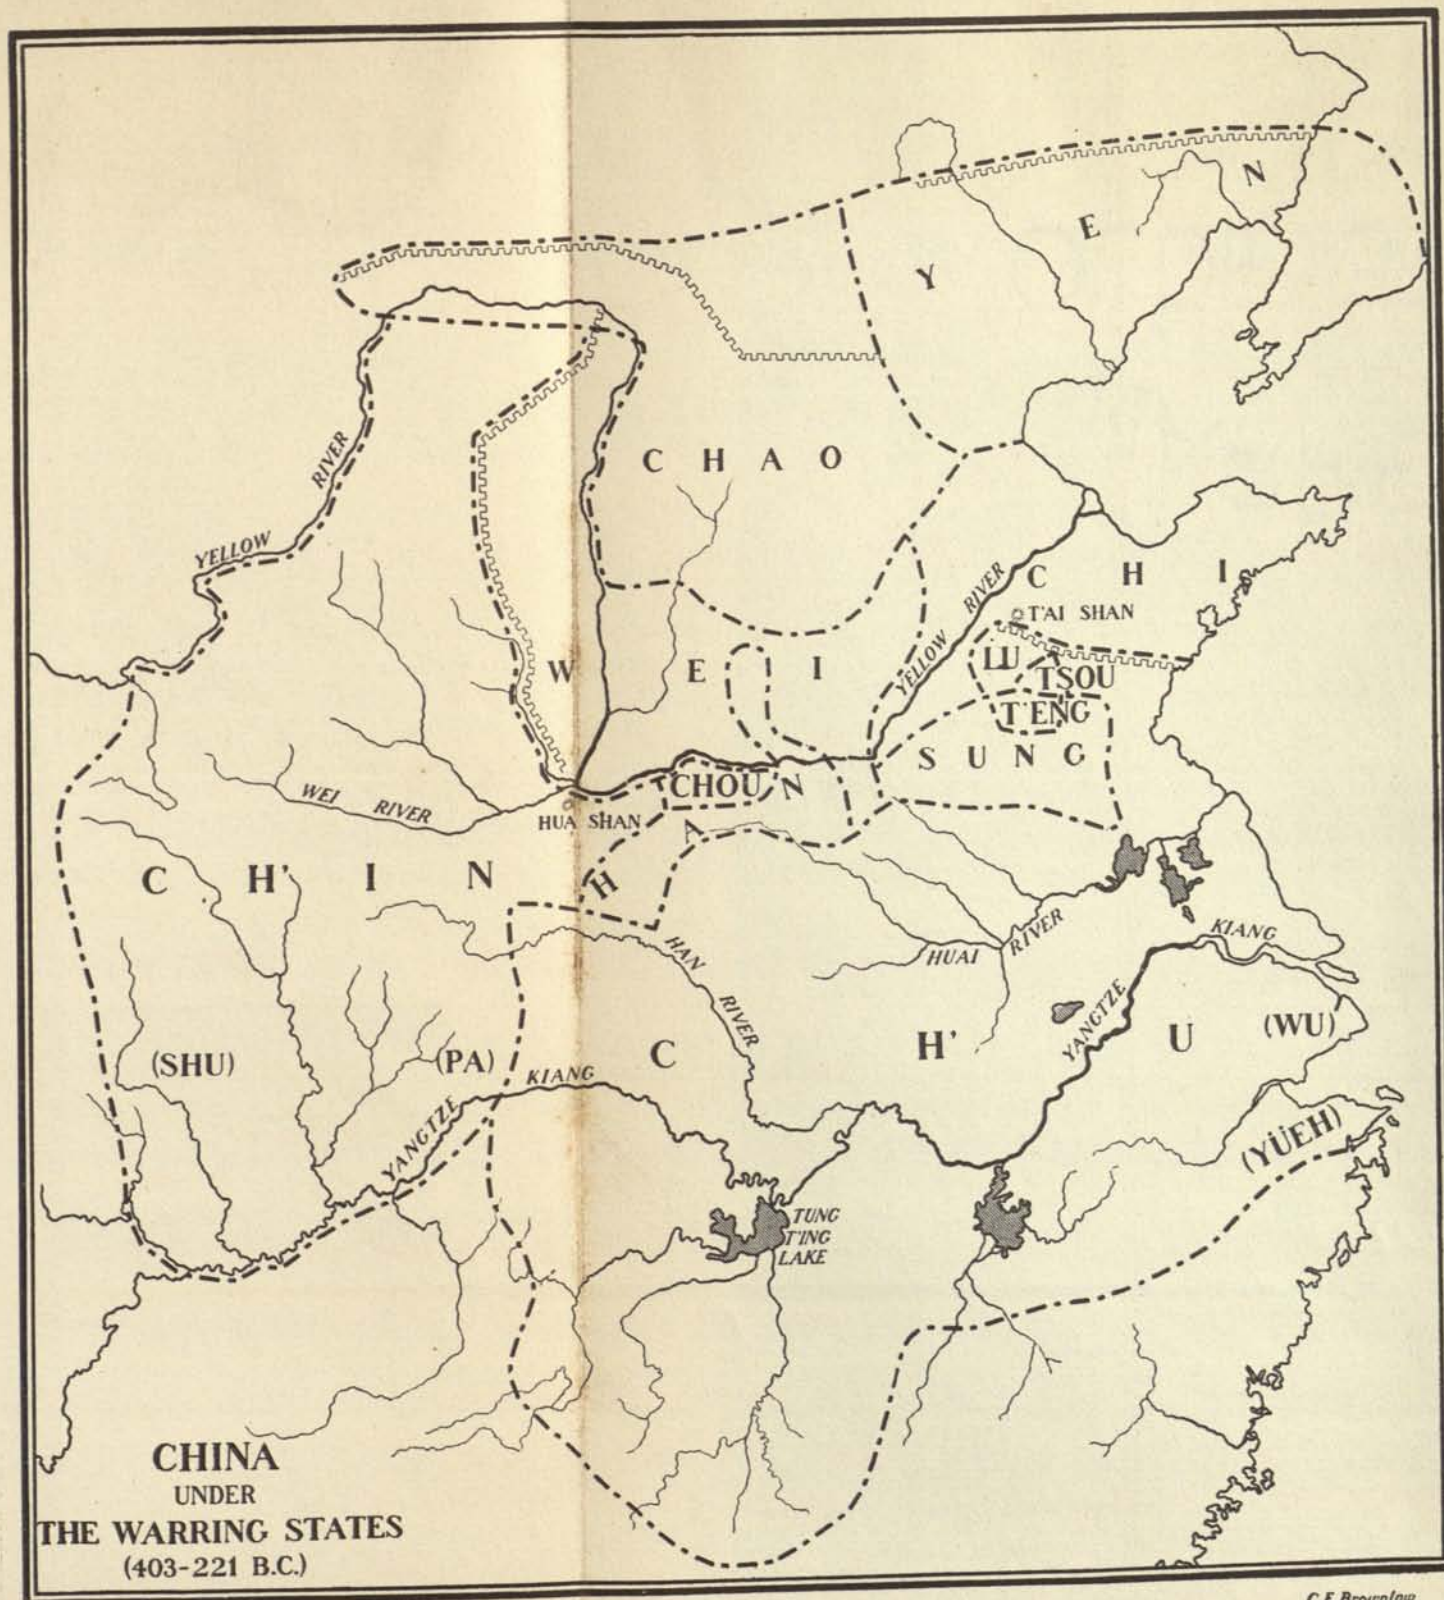 Y E N
C H A O
YELLOW RIVER
C H I
T'AI SHAN
YELLOW RIVER
LU
TSOU
T'ENG
W E I
S U N G
CHOU
H A N
WEI RIVER
HUA SHAN
C H' I N
HAN RIVER
HUAI RIVER
KIANG
YANGTZE
(SHU)
(PA)
C H' U
(WU)
KIANG
YANGTZE
(YÜEH)
TUNG
T'ING
LAKE
CHINA
UNDER
THE WARRING STATES
(403-221 B.C.)